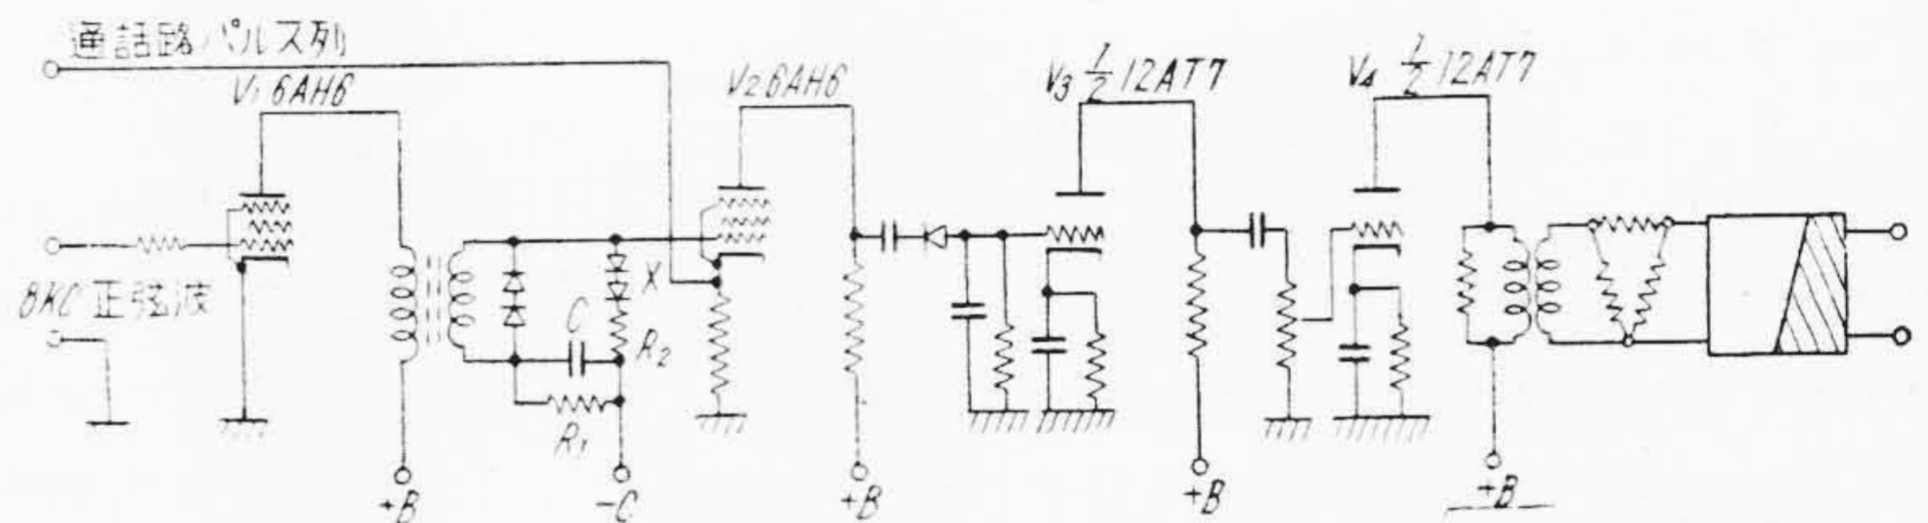 通話路パルス列
V1 6AH6
V2 6AH6
V3 1/2 12AT7
V4 1/2 12AT7
8KC 正弦波
X
C
R2
R1
+B
-C
+B
+B
+B